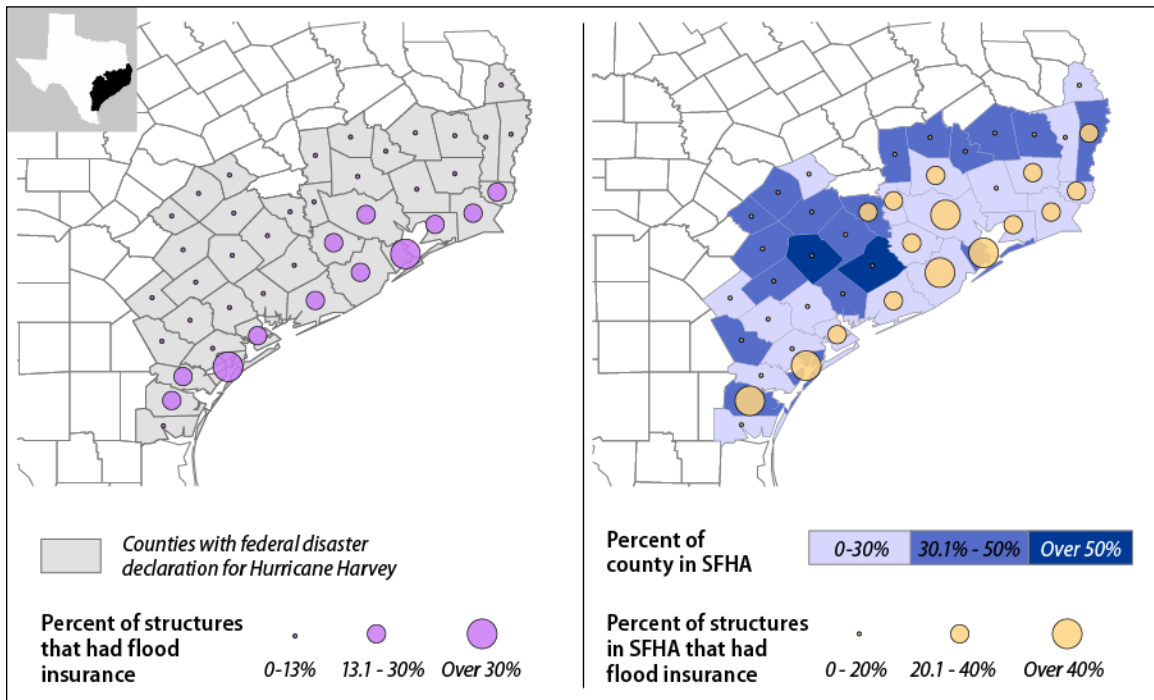 Counties with federal disaster
declaration for Hurricane Harvey
Percent of structures
that had flood
insurance
0-13%
13.1 - 30%
Over 30%
Percent of
county in SFHA
0-30%
30.1% - 50%
Over 50%
Percent of structures
in SFHA that had
flood insurance
0 - 20%
20.1 - 40%
Over 40%